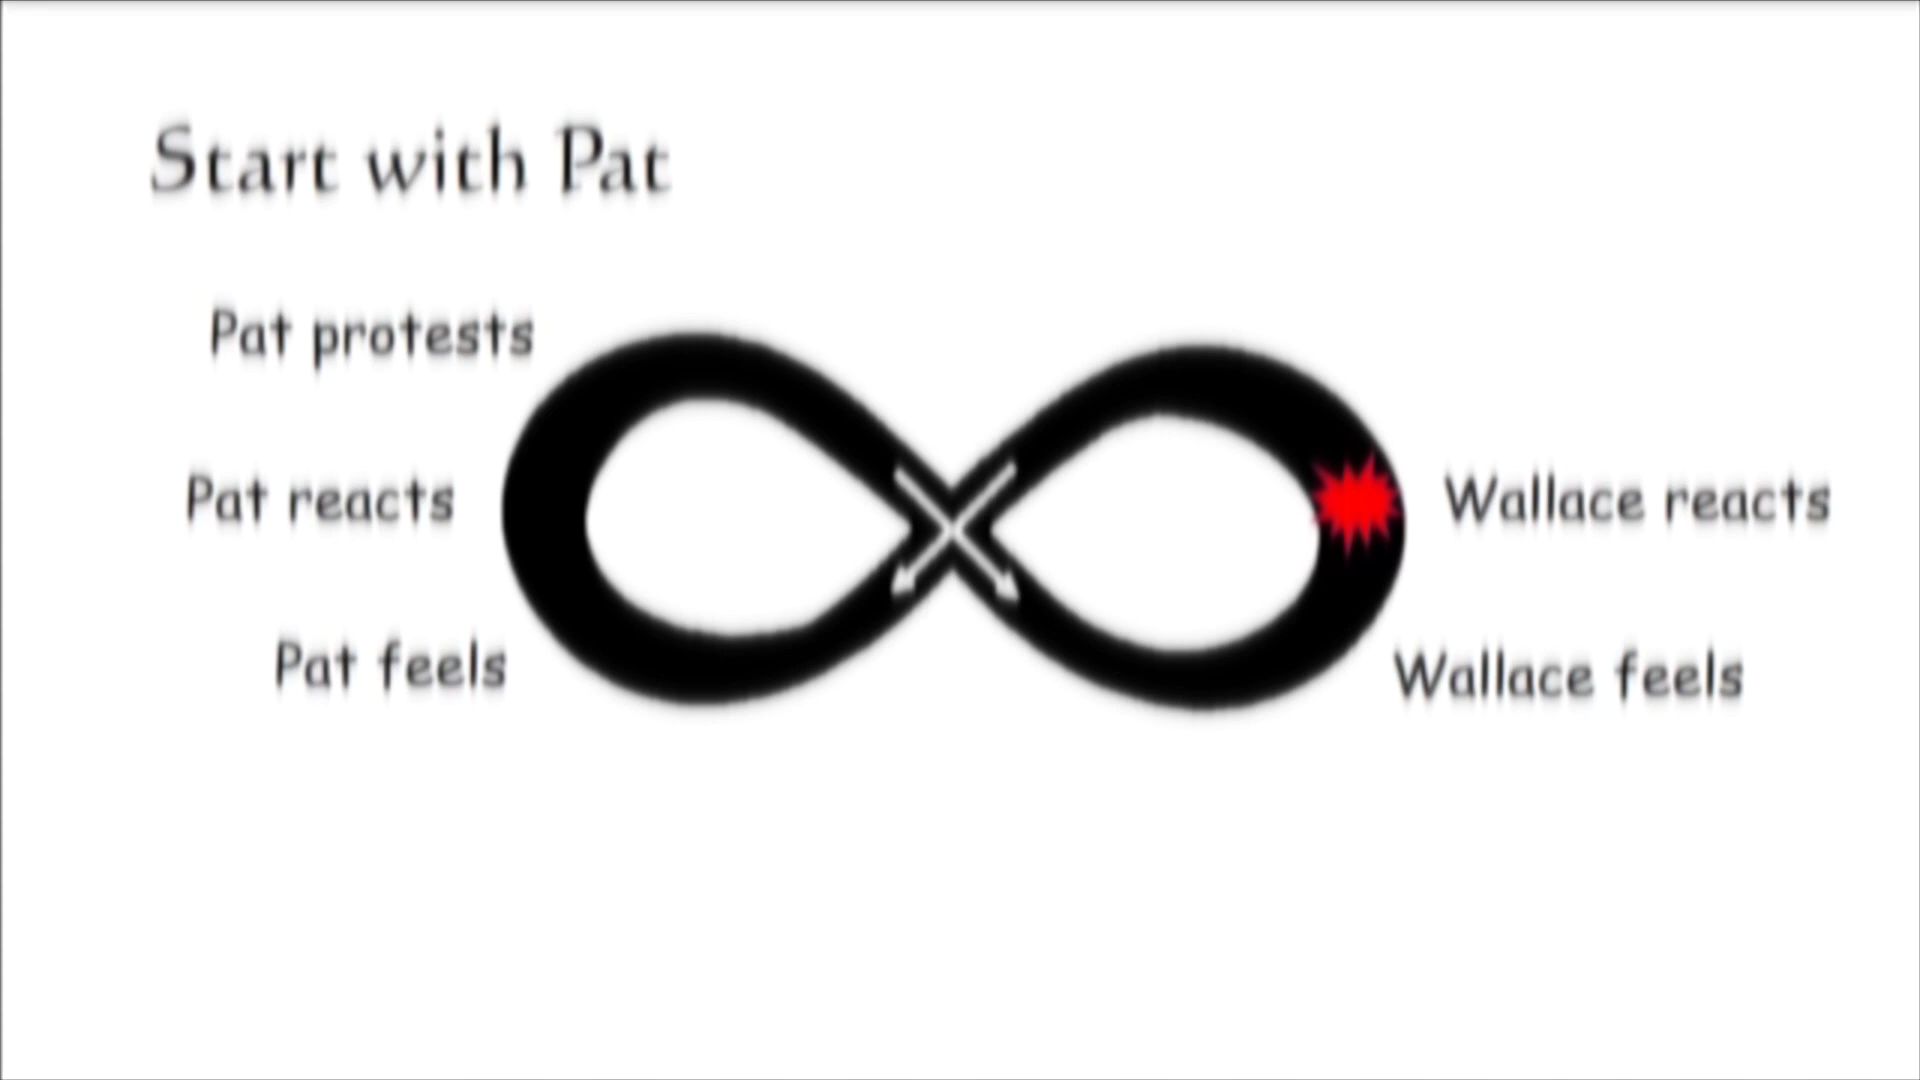 Start with Pat
Pat protests
Pat reacts
Wallace reacts
Pat feels
Wallace feels